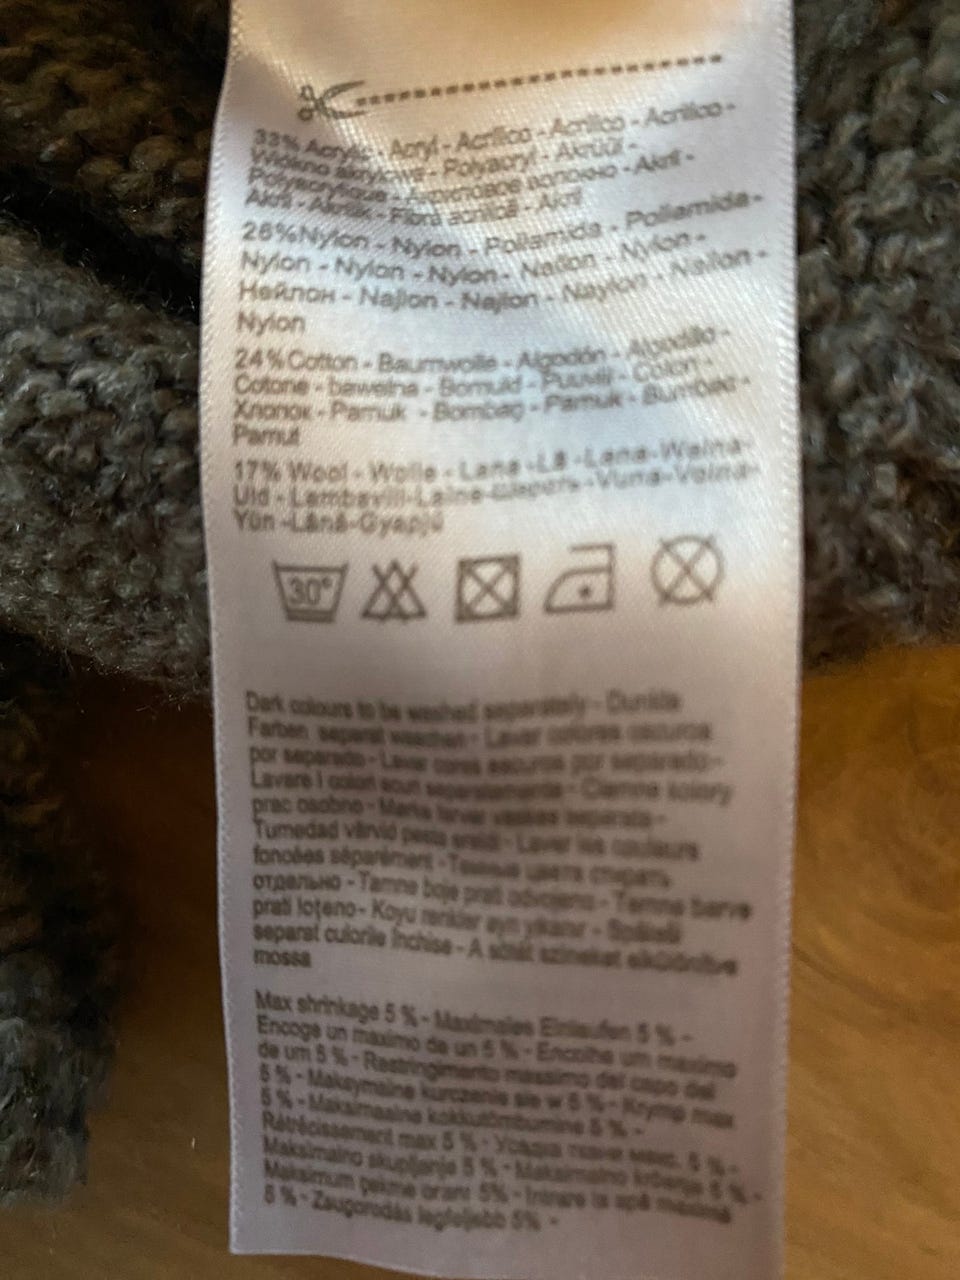 33% Acrylic - Acryl - Acrílico - Acrílico - Acrilico -
Włókno akrylowe - Polyacryl - Akrüül -
Polyacrylique - волокно - Akril -
Akril - Akrilik - Fibră acrilică - Akril
26%Nylon - Nylon - Poliamida - Poliamida-
Nylon - Nylon - Nylon- Nailon - Nylon -
Нейлон - Najlon - Najlon - Naylon - Nailon -
Nylon
24%Cotton - Baumwolle - Algodón - Algodão -
Cotone - bawełna - Bomuld - Puuvill - Coton -
Хлопок - Pamuk - Bombaž - Pamuk - Bumbac -
Pamut
17% Wool - Wolle - Lana -Lã -Lana-Wełna-
Uld - Lambavill-Laine-шерсть -Vuna-Volna-
Yün -Lână-Gyapjú
30°
Dark colours to be washed separately - Dunkle
Farben separat waschen - Lavar colores oscuros
por separado - Lavar cores escuras por separado -
Lavare i colori scuri separatamente - Ciemne kolory
prac osobno - Mørke farver vaskes separate -
Tumedad värvid pesta eraldi - Laver les couleurs
foncées séparément - Темные цвета стирать
отдельно - Tamne boje prati odvojeno - Temne barve
prati ločeno- Koyu renkler ayrı yıkanır - Spălați
separat culorile închise - A sötét színeket elkülönítve
mossa
Max shrinkage 5 % - Maximales Einlaufen 5 % -
Encoge un maximo de un 5 % - Encolhe um maximo
de um 5 % - Restringimento massimo del capo del
5 % - Maksymalne kurczenie sie w 5 % - Krymp max
5 % - Maksimaalne kokkutõmbumine 5 % -
Rétrécissement max 5 % - Усадка ткани макс. 5 % -
Maksimalno skupljanje 5 % - Maksimalno krčenje 5 % -
Maksimum çekme oranı 5% - Intrare la apă maximă
5 % - Zsugorodás legfeljebb 5% -